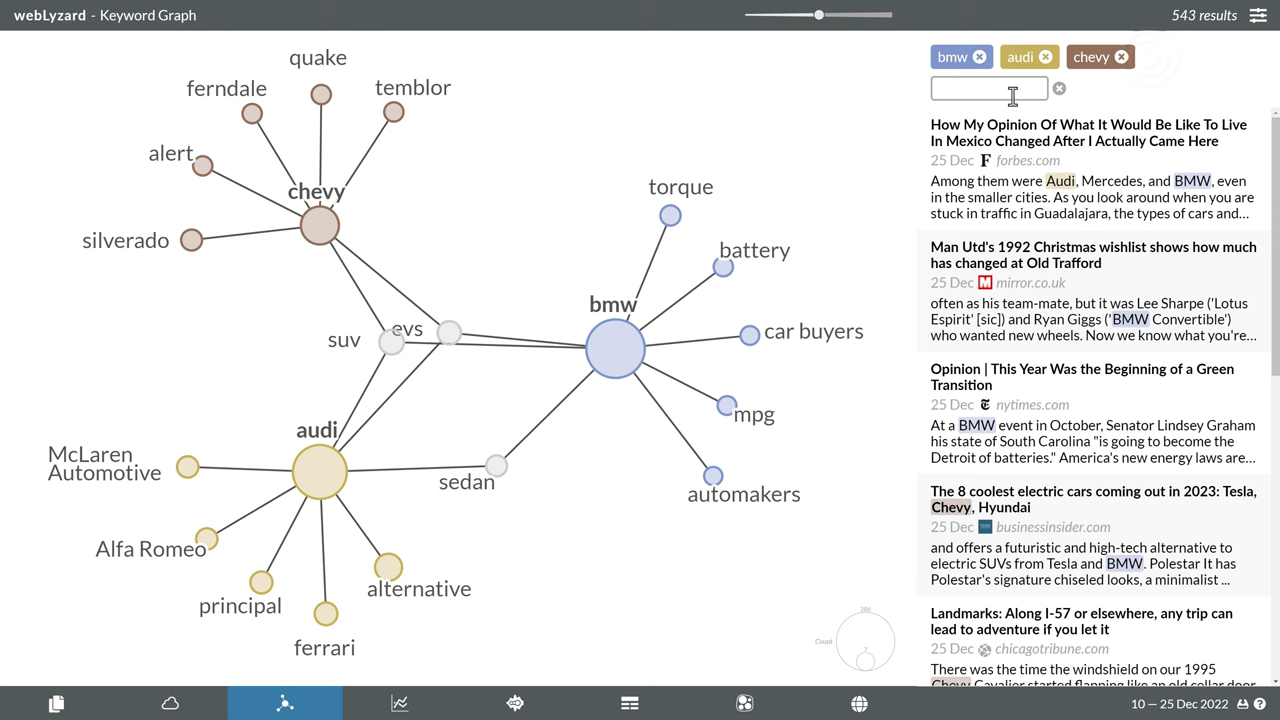 webLyzard - Keyword Graph
543 results
quake
ferndale
temblor
alert
chevy
silverado
torque
battery
bmw
evs
suv
car buyers
mpg
audi
McLaren
Automotive
sedan
automakers
Alfa Romeo
alternative
principal
ferrari
286
Count
7
bmw
audi
chevy
How My Opinion Of What It Would Be Like To Live
In Mexico Changed After I Actually Came Here
25 Dec F forbes.com
Among them were Audi, Mercedes, and BMW, even
in the smaller cities. As you look around when you are
stuck in traffic in Guadalajara, the types of cars and...
Man Utd's 1992 Christmas wishlist shows how much
has changed at Old Trafford
25 Dec M mirror.co.uk
often as his team-mate, but it was Lee Sharpe ('Lotus
Espirit' [sic]) and Ryan Giggs ('BMW Convertible')
who wanted new wheels. Now we know what you're...
Opinion | This Year Was the Beginning of a Green
Transition
25 Dec T nytimes.com
At a BMW event in October, Senator Lindsey Graham
his state of South Carolina "is going to become the
Detroit of batteries." America's new energy laws are...
The 8 coolest electric cars coming out in 2023: Tesla,
Chevy, Hyundai
25 Dec businessinsider.com
and offers a futuristic and high-tech alternative to
electric SUVs from Tesla and BMW. Polestar It has
Polestar's signature chiseled looks, a minimalist ...
Landmarks: Along I-57 or elsewhere, any trip can
lead to adventure if you let it
25 Dec chicagotribune.com
There was the time the windshield on our 1995
Chevy Cavalier started flapping like an old cellar door
10 — 25 Dec 2022